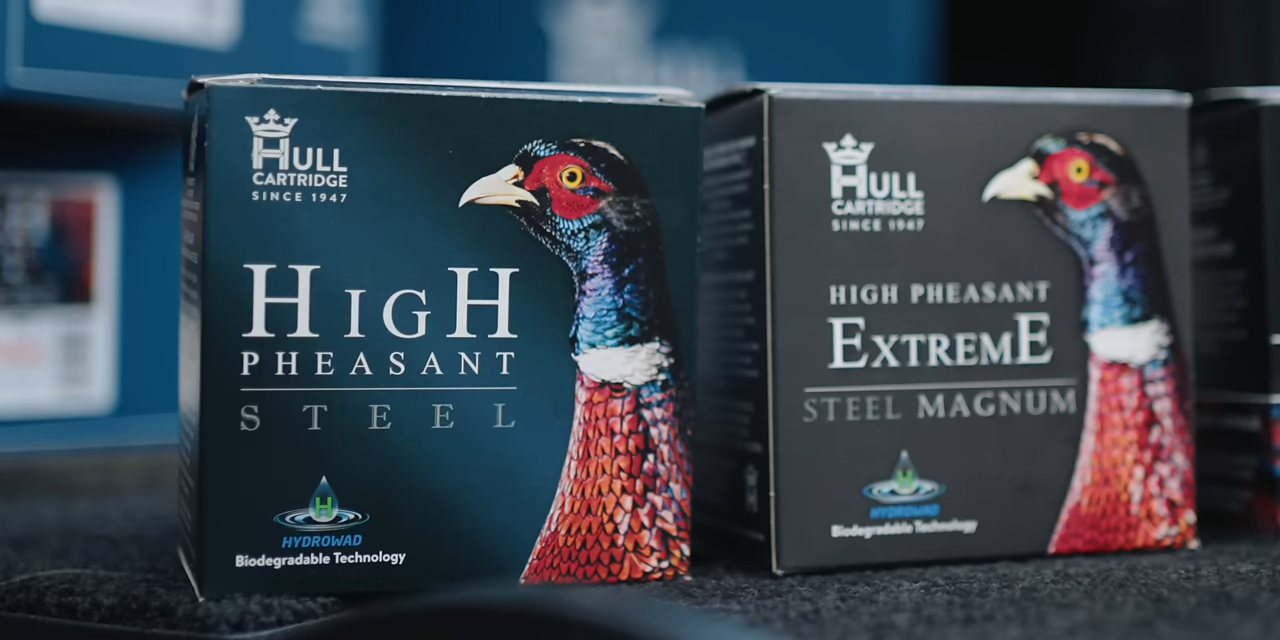 HULL
CARTRIDGE
SINCE 1947
HIGH
PHEASANT
STEEL
H
HYDROWAD
Biodegradable Technology
HULL
CARTRIDGE
SINCE 1947
HIGH PHEASANT
EXTREME
STEEL MAGNUM
H
HYDROWAD
Biodegradable Technology